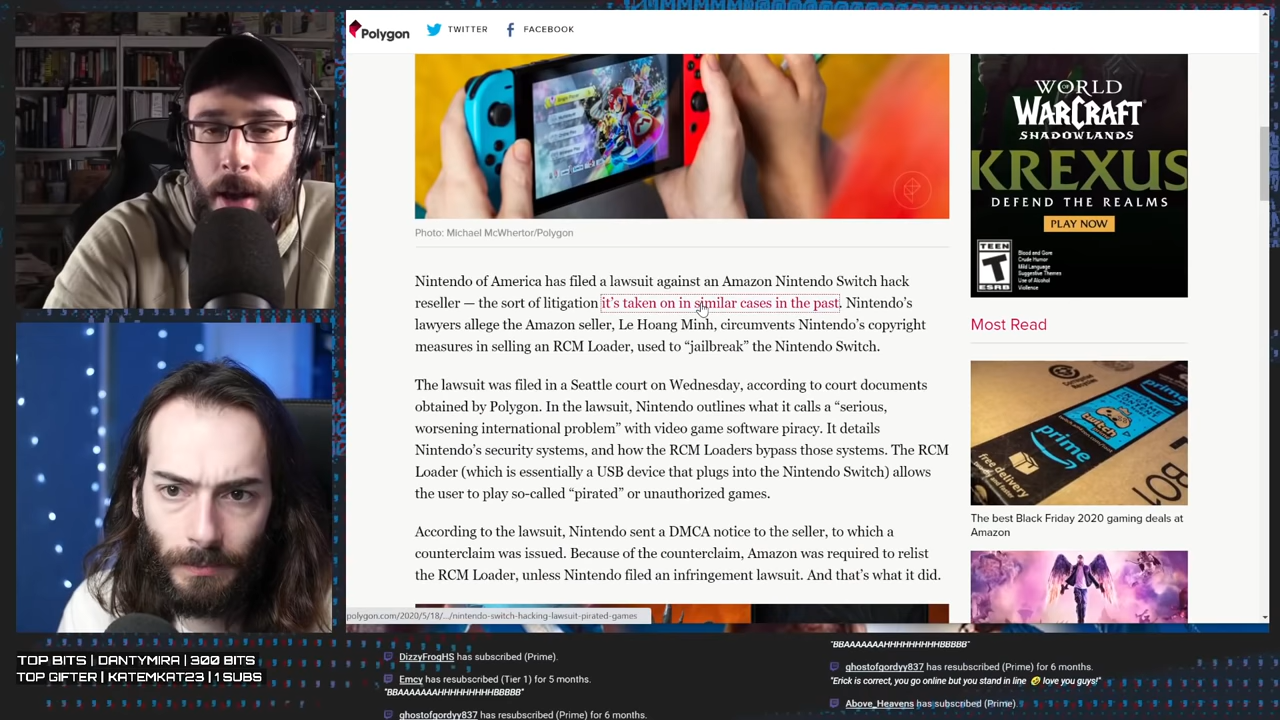 Polygon
TWITTER
FACEBOOK
Photo: Michael McWhertor/Polygon
Nintendo of America has filed a lawsuit against an Amazon Nintendo Switch hack
reseller — the sort of litigation it's taken on in similar cases in the past. Nintendo's
lawyers allege the Amazon seller, Le Hoang Minh, circumvents Nintendo's copyright
measures in selling an RCM Loader, used to “jailbreak” the Nintendo Switch.
The lawsuit was filed in a Seattle court on Wednesday, according to court documents
obtained by Polygon. In the lawsuit, Nintendo outlines what it calls a “serious,
worsening international problem” with video game software piracy. It details
Nintendo's security systems, and how the RCM Loaders bypass those systems. The RCM
Loader (which is essentially a USB device that plugs into the Nintendo Switch) allows
the user to play so-called “pirated” or unauthorized games.
According to the lawsuit, Nintendo sent a DMCA notice to the seller, to which a
counterclaim was issued. Because of the counterclaim, Amazon was required to relist
the RCM Loader, unless Nintendo filed an infringement lawsuit. And that's what it did.
polygon.com/2020/5/18/.../nintendo-switch-hacking-lawsuit-pirated-games
WORLD
OF
WARCRAFT
SHADOWLANDS
KREXUS
DEFEND THE REALMS
PLAY NOW
TEEN
T
ESRB
Blood and Gore
Crude Humor
Mild Language
Suggestive Themes
Use of Alcohol
Violence
Most Read
prime
twitch
prime
free delivery
The best Black Friday 2020 gaming deals at
Amazon
TOP BITS | DANTYMIRA | 300 BITS
TOP GIFTER | KATEMKAT23 | 1 SUBS
DizzyFrogHS has subscribed (Prime).
Emcy has resubscribed (Tier 1) for 5 months.
"BBAAAAAAAHHHHHHHHHBBBBB"
ghostofgordyy837 has resubscribed (Prime) for 6 months.
"BBAAAAAAAHHHHHHHHHBBBBB"
ghostofgordyy837 has resubscribed (Prime) for 6 months.
"Erick is correct, you go online but you stand in line 🤣 love you guys!"
Above_Heavens has subscribed (Prime).